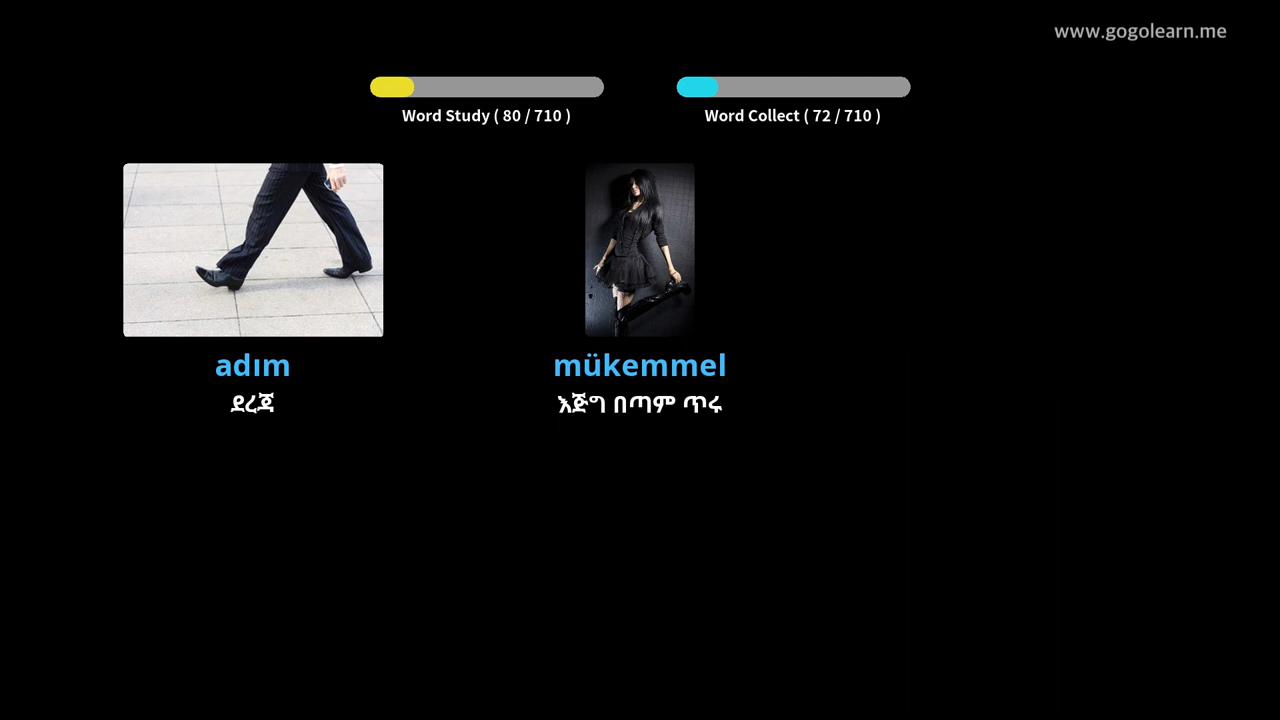 www.gogolearn.me
Word Study ( 80 / 710 )
Word Collect ( 72 / 710 )
adım
ደረጃ
mükemmel
እጅግ በጣም ጥሩ